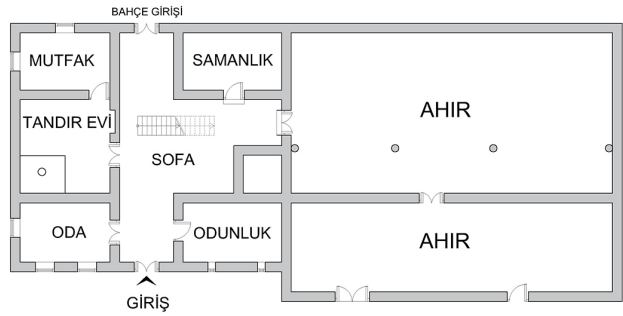 BAHÇE GİRİŞİ
MUTFAK
SAMANLIK
AHIR
TANDIR EVİ
SOFA
ODA
ODUNLUK
AHIR
GİRİŞ